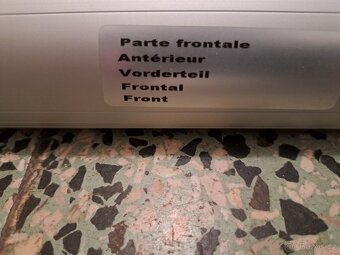 Parte frontale
Antérieur
Vorderteil
Frontal
Front